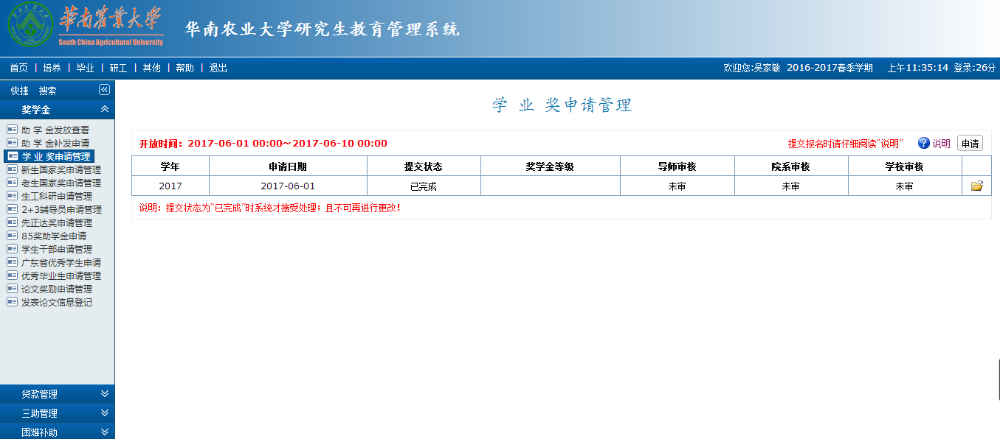 华南农业大学
South China Agricultural University
华南农业大学研究生教育管理系统
首页 | 培养 | 毕业 | 研工 | 其他 | 帮助 | 退出
欢迎您:吴家敏 2016-2017春季学期 上午11:35:14 登录:26分
快捷 搜索
奖学金
助 学 金发放查看
助 学 金补发申请
学 业 奖申请管理
新生国家奖申请管理
老生国家奖申请管理
生工科研申请管理
2+3辅导员申请管理
先正达奖申请管理
85奖助学金申请
学生干部申请管理
广东省优秀学生申请
优秀毕业生申请管理
论文奖励申请管理
发表论文信息登记
贷款管理
三助管理
困难补助
学 业 奖申请管理
开放时间：2017-06-01 00:00～2017-06-10 00:00
提交报名时请仔细阅读“说明” 说明 申请
学年 申请日期 提交状态 奖学金等级 导师审核 院系审核 学校审核
2017 2017-06-01 已完成 未审 未审 未审
说明：提交状态为“已完成”时系统才接受处理；且不可再进行更改！